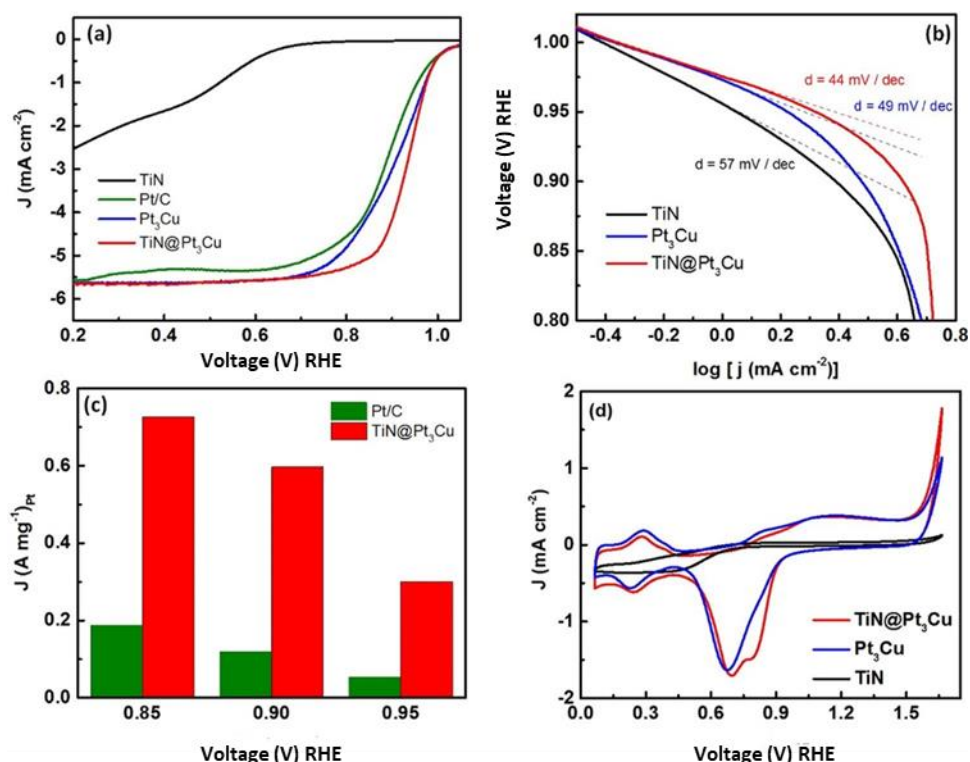 (a)
0
-1
-2
-3
-4
-5
-6
J (mA cm⁻²)
TiN
Pt/C
Pt₃Cu
TiN@Pt₃Cu
0.2 0.4 0.6 0.8 1.0
Voltage (V) RHE
(b)
1.00
0.95
0.90
0.85
0.80
Voltage (V) RHE
d = 44 mV / dec
d = 49 mV / dec
d = 57 mV / dec
TiN
Pt₃Cu
TiN@Pt₃Cu
-0.4 0.0 0.4 0.6 0.8
log [ j (mA cm⁻²)]
(c)
0.8
0.6
0.4
0.2
0.0
J (A mg⁻¹)Pt
Pt/C
TiN@Pt₃Cu
0.85 0.90 0.95
Voltage (V) RHE
(d)
2
1
0
-1
-2
J (mA cm⁻²)
TiN@Pt₃Cu
Pt₃Cu
TiN
0.0 0.3 0.6 0.9 1.2 1.5
Voltage (V) RHE